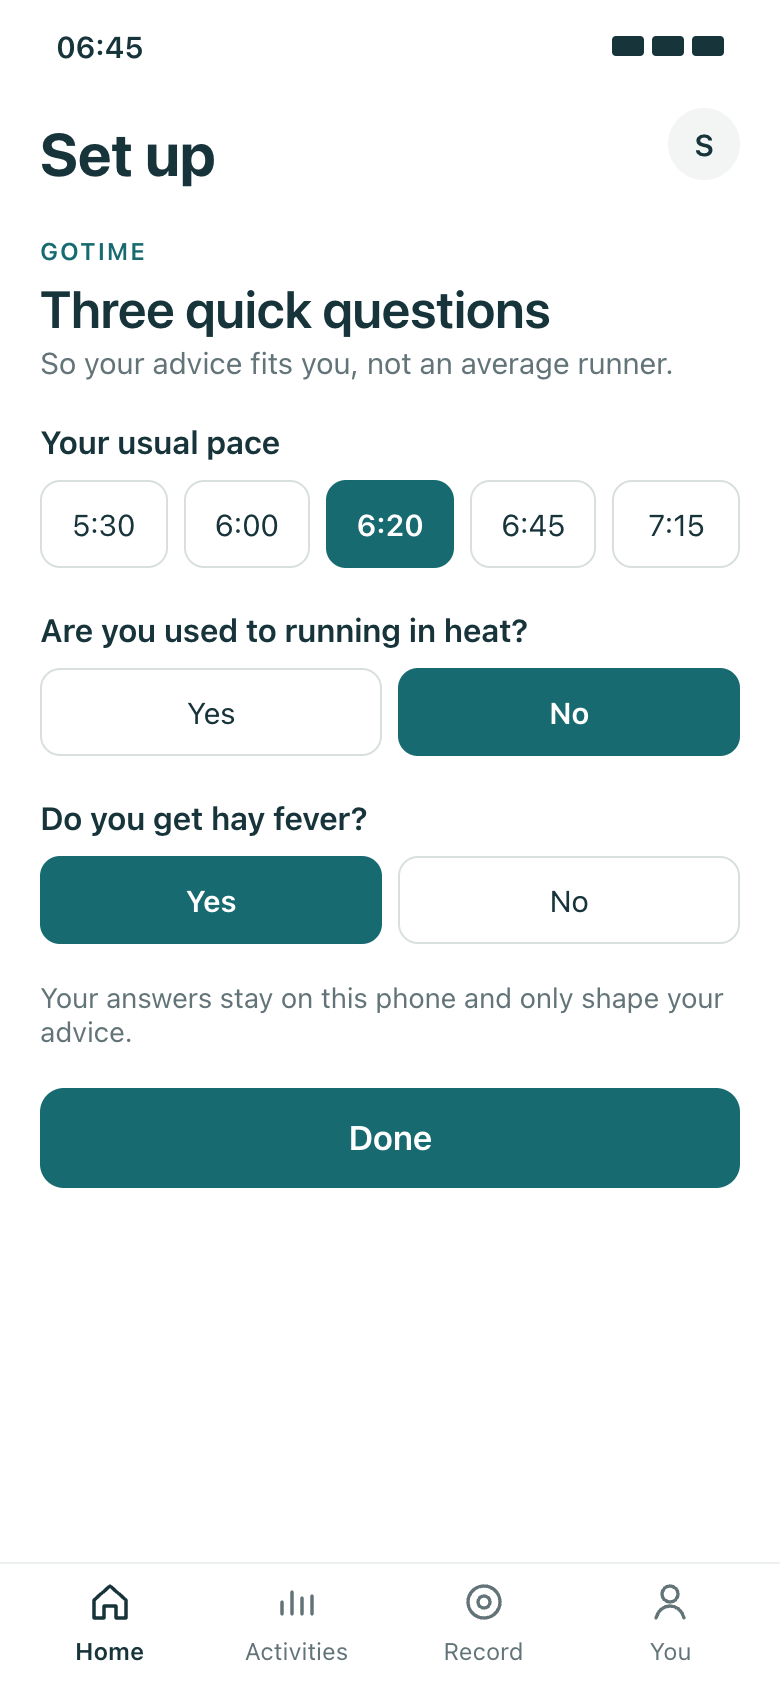 06:45
Set up
S
GOTIME
Three quick questions
So your advice fits you, not an average runner.
Your usual pace
5:30 6:00 6:20 6:45 7:15
Are you used to running in heat?
Yes No
Do you get hay fever?
Yes No
Your answers stay on this phone and only shape your
advice.
Done
Home Activities Record You